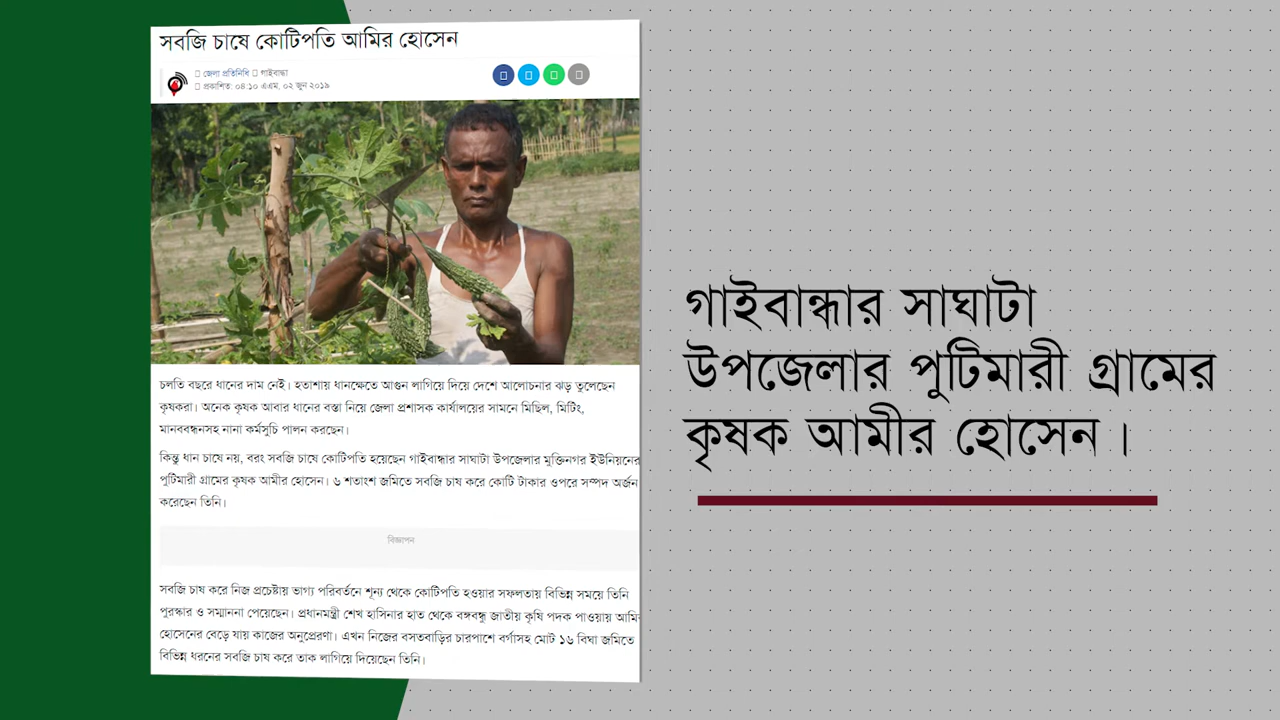 সবজি চাষে কোটিপতি আমির হোসেন
জেলা প্রতিনিধি গাইবান্ধা
প্রকাশিত: ০৪:১০ এএম, ০২ জুন ২০১৯
চলতি বছরে ধানের দাম নেই। হতাশায় ধানক্ষেতে আগুন লাগিয়ে দিয়ে দেশে আলোচনার ঝড় তুলেছেন
কৃষকরা। অনেক কৃষক আবার ধানের বস্তা নিয়ে জেলা প্রশাসক কার্যালয়ের সামনে মিছিল, মিটিং,
মানববন্ধনসহ নানা কর্মসুচি পালন করছেন।
কিন্তু ধান চাষে নয়, বরং সবজি চাষে কোটিপতি হয়েছেন গাইবান্ধার সাঘাটা উপজেলার মুক্তিনগর ইউনিয়নের
পুটিমারী গ্রামের কৃষক আমীর হোসেন। ৬ শতাংশ জমিতে সবজি চাষ করে কোটি টাকার ওপরে সম্পদ অর্জন
করেছেন তিনি।
বিজ্ঞাপন
সবজি চাষ করে নিজ প্রচেষ্টায় ভাগ্য পরিবর্তনে শূন্য থেকে কোটিপতি হওয়ার সফলতায় বিভিন্ন সময়ে তিনি
পুরস্কার ও সম্মাননা পেয়েছেন। প্রধানমন্ত্রী শেখ হাসিনার হাত থেকে বঙ্গবন্ধু জাতীয় কৃষি পদক পাওয়ায় আমি
হোসেনের বেড়ে যায় কাজের অনুপ্রেরণা। এখন নিজের বসতবাড়ির চারপাশে বর্গাসহ মোট ১৬ বিঘা জমিতে
বিভিন্ন ধরনের সবজি চাষ করে তাক লাগিয়ে দিয়েছেন তিনি।
গাইবান্ধার সাঘাটা
উপজেলার পুটিমারী গ্রামের
কৃষক আমীর হোসেন।